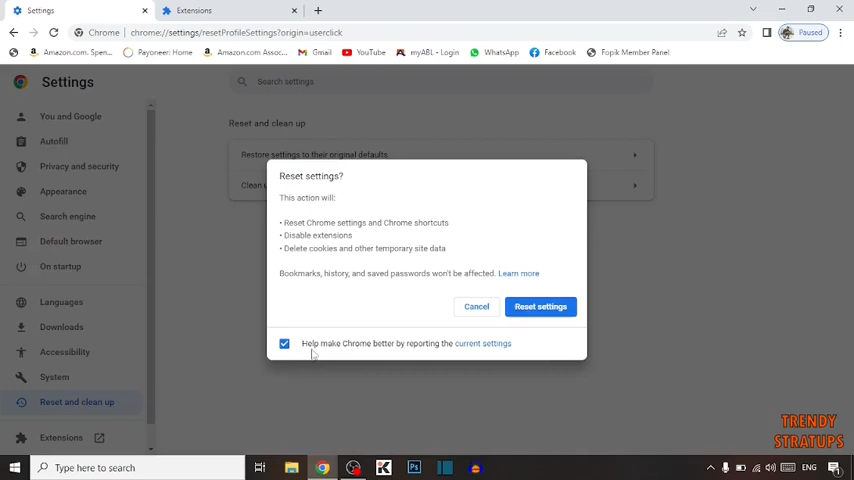 Settings
Extensions
Chrome
chrome://settings/resetProfileSettings?origin=userclick
Paused
Amazon.com. Spen...
Payoneer: Home
Amazon.com Assoc...
Gmail
YouTube
myABL - Login
WhatsApp
Facebook
Fopik Member Panel
Settings
Search settings
You and Google
Autofill
Privacy and security
Appearance
Search engine
Default browser
On startup
Languages
Downloads
Accessibility
System
Reset and clean up
Extensions
Reset and clean up
Restore settings to their original defaults
Clean u
Reset settings?
This action will:
• Reset Chrome settings and Chrome shortcuts
• Disable extensions
• Delete cookies and other temporary site data
Bookmarks, history, and saved passwords won't be affected. Learn more
Cancel
Reset settings
Help make Chrome better by reporting the current settings
TRENDY
STRATUPS
Type here to search
Ps
ENG